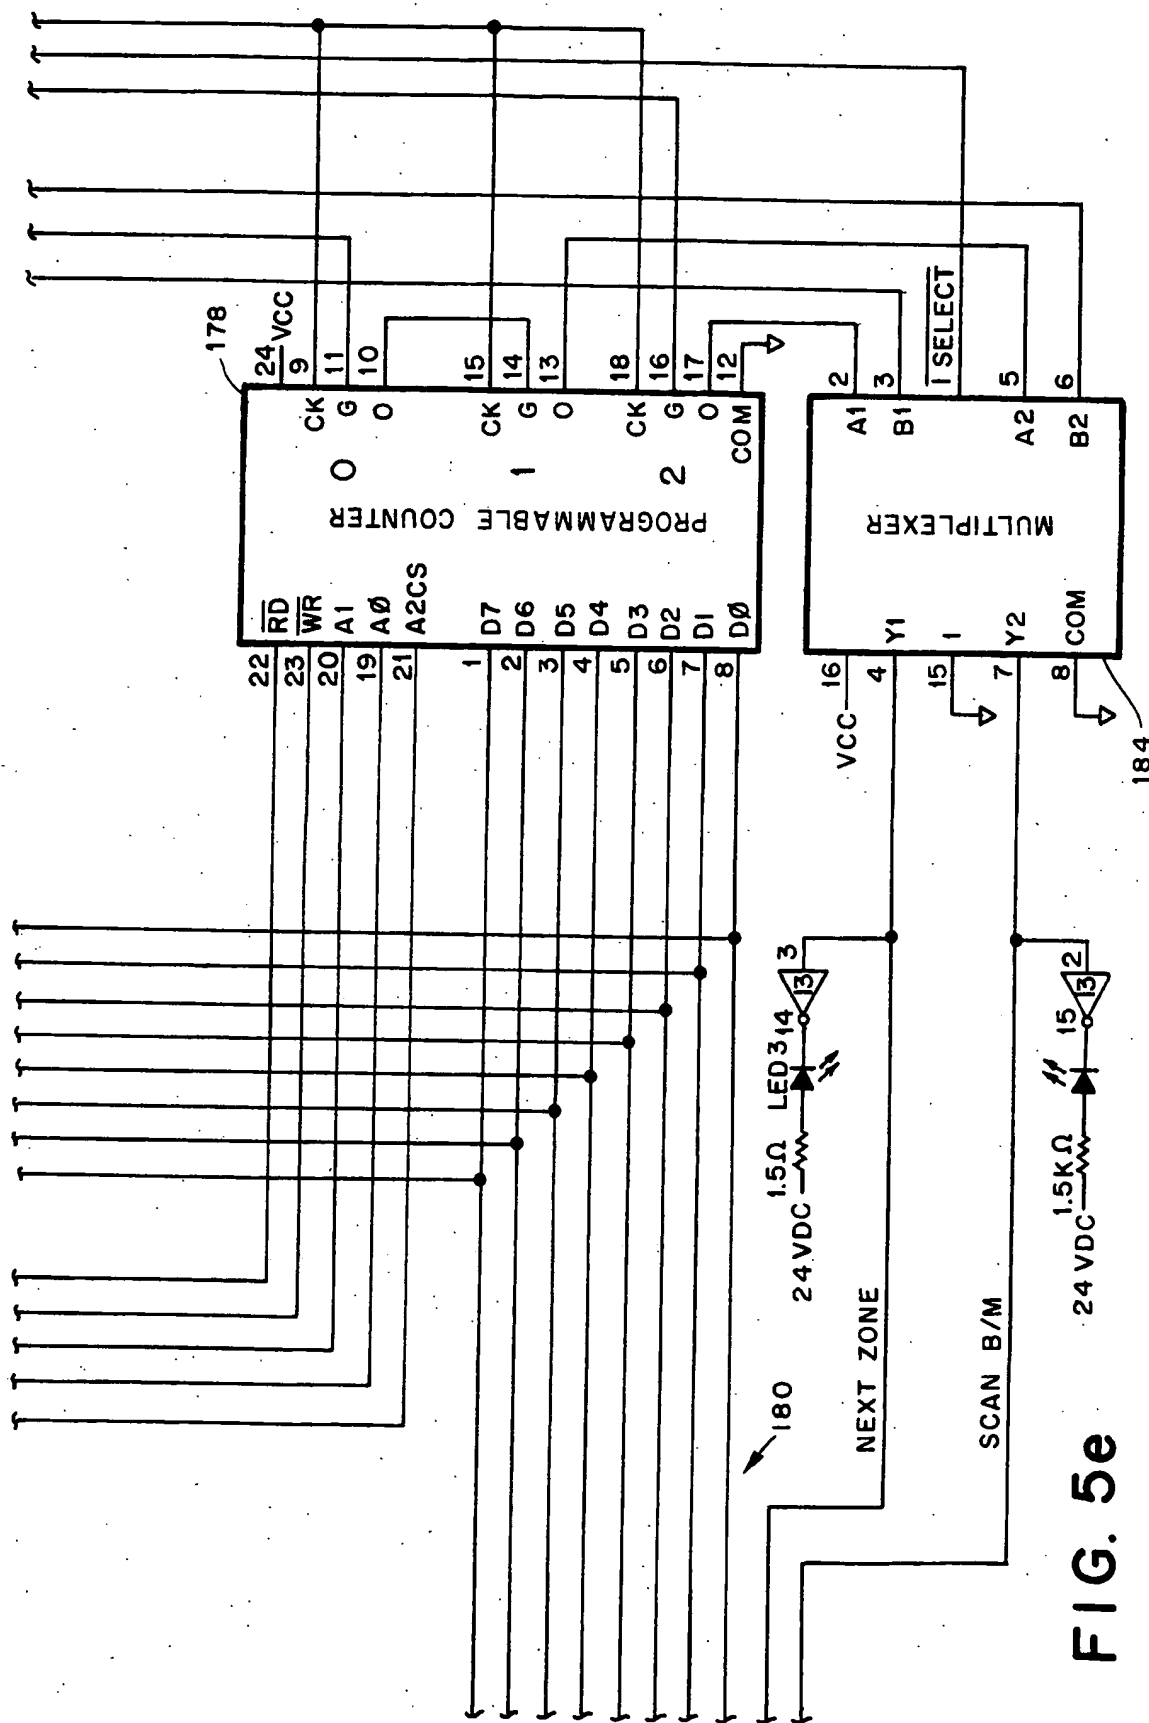 178
24
VCC
9
11
10
15
14
13
18
16
17
12
CK
G
O
CK
G
O
CK
G
O
COM
0
1
2
PROGRAMMABLE COUNTER
RD
WR
A1
AØ
A2CS
D7
D6
D5
D4
D3
D2
D1
DØ
22
23
20
19
21
1
2
3
4
5
6
7
8
2
3
1 SELECT
5
6
A1
B1
A2
B2
MULTIPLEXER
Y1
1
Y2
COM
VCC
16
4
15
7
8
184
3
13
14
LED3
1.5Ω
24 VDC
2
13
15
1.5KΩ
24 VDC
NEXT ZONE
SCAN B/M
180
FIG. 5e